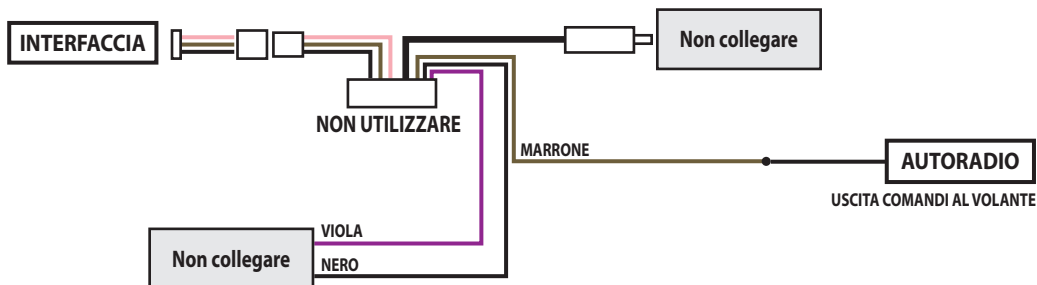 INTERFACCIA
Non collegare
NON UTILIZZARE
MARRONE
AUTORADIO
USCITA COMANDI AL VOLANTE
VIOLA
Non collegare
NERO